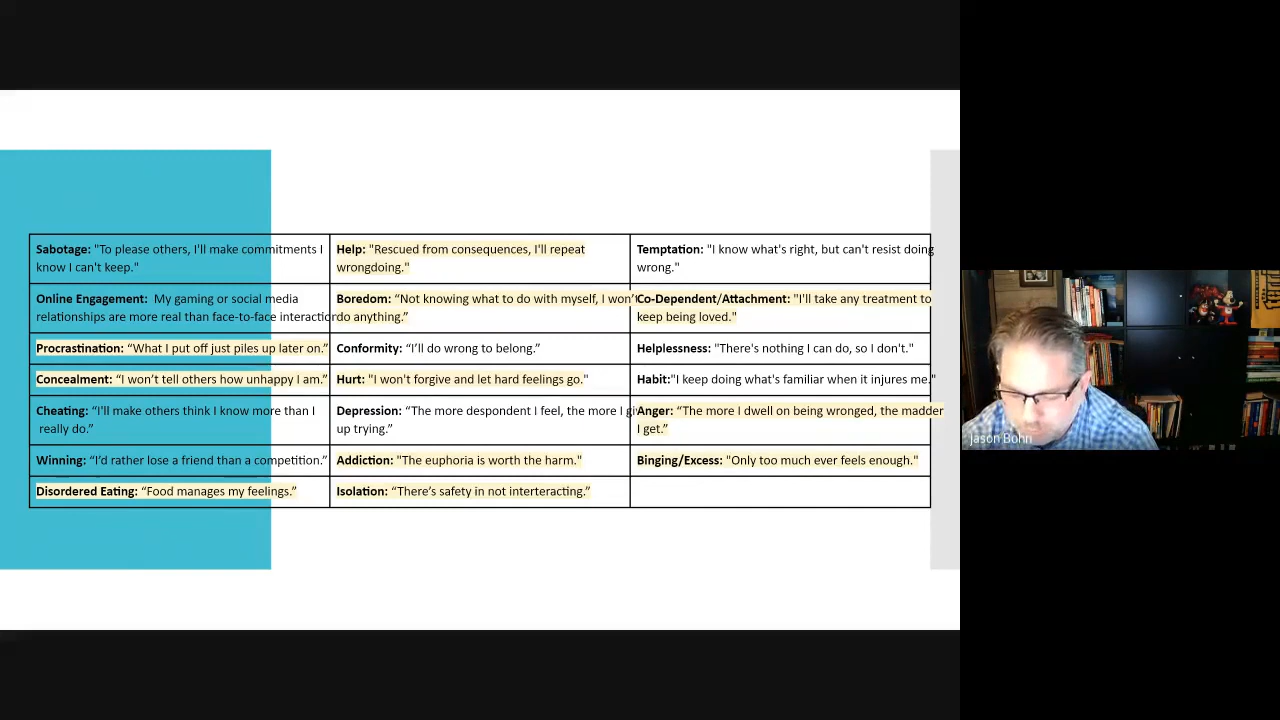 Sabotage: "To please others, I'll make commitments I
know I can't keep."
Help: "Rescued from consequences, I'll repeat
wrongdoing."
Temptation: "I know what's right, but can't resist doing
wrong."
Online Engagement: My gaming or social media
relationships are more real than face-to-face interaction
Boredom: “Not knowing what to do with myself, I won't
do anything.”
Co-Dependent/Attachment: "I'll take any treatment to
keep being loved."
Procrastination: “What I put off just piles up later on.”
Conformity: “I’ll do wrong to belong.”
Helplessness: "There's nothing I can do, so I don't."
Concealment: “I won’t tell others how unhappy I am.”
Hurt: "I won't forgive and let hard feelings go."
Habit:"I keep doing what's familiar when it injures me."
Cheating: “I'll make others think I know more than I
really do.”
Depression: “The more despondent I feel, the more I
up trying.”
Anger: “The more I dwell on being wronged, the madder
I get.”
Winning: “I’d rather lose a friend than a competition.”
Addiction: "The euphoria is worth the harm."
Binging/Excess: "Only too much ever feels enough."
Disordered Eating: “Food manages my feelings.”
Isolation: “There’s safety in not interteracting.”
Jason Bohn